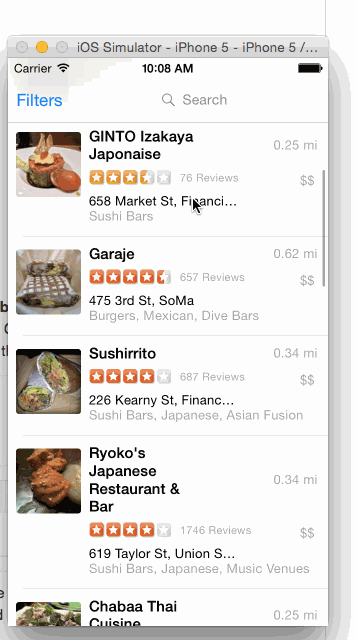 iOS Simulator - iPhone 5 - iPhone 5 /...
Carrier 10:08 AM
Filters Search
GINTO Izakaya 0.25 mi
Japonaise
76 Reviews $$
658 Market St, Financi...
Sushi Bars
Garaje 0.62 mi
657 Reviews $$
475 3rd St, SoMa
Burgers, Mexican, Dive Bars
Sushirrito 0.34 mi
687 Reviews $$
226 Kearny St, Financ...
Sushi Bars, Japanese, Asian Fusion
Ryoko's
Japanese 0.34 mi
Restaurant &
Bar
1746 Reviews $$
619 Taylor St, Union S...
Sushi Bars, Japanese, Music Venues
Chabaa Thai 0.25 mi
Cuisine